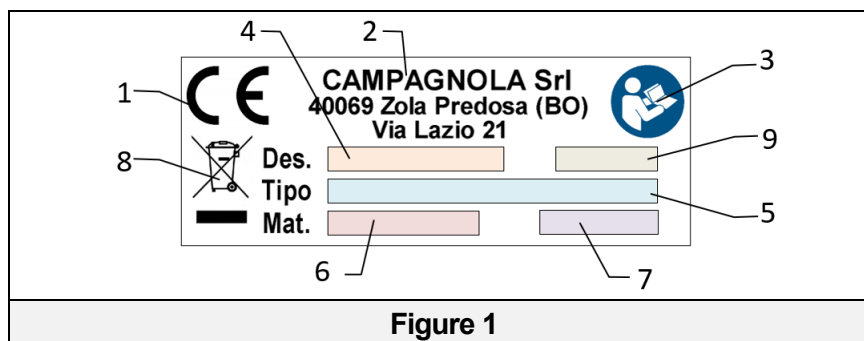 4
2
CE
CAMPAGNOLA Srl
3
1
40069 Zola Predosa (BO)
Via Lazio 21
8
Des.
9
Tipo
5
Mat.
6
7
Figure 1